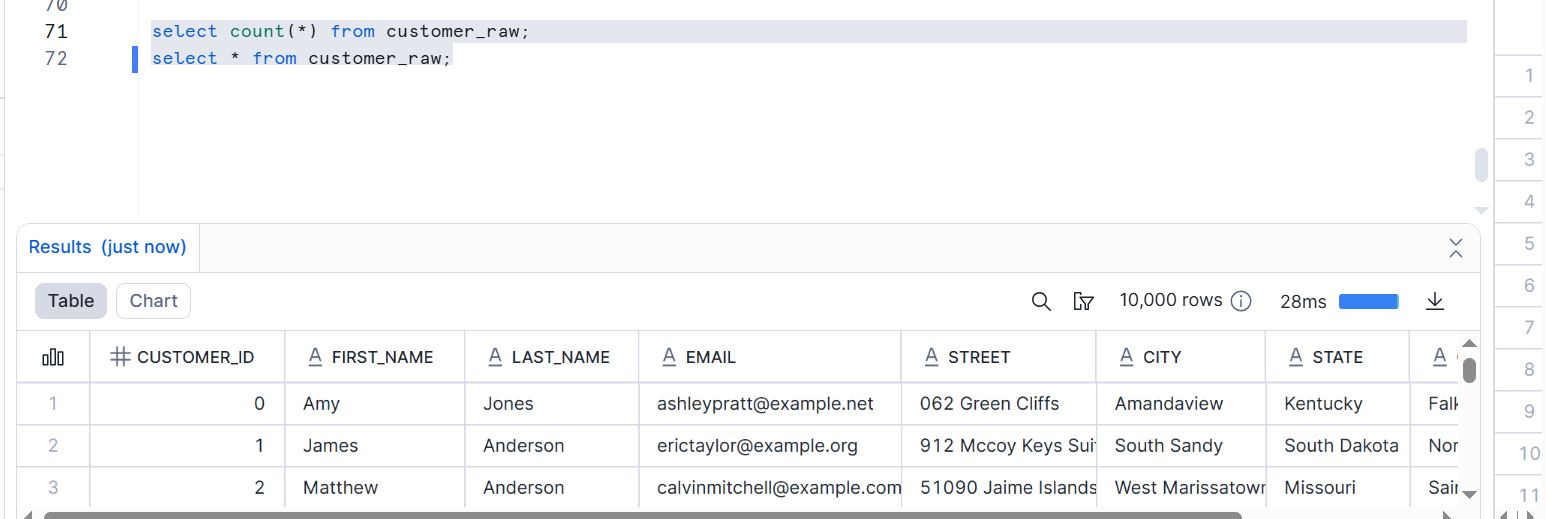 70
71 select count(*) from customer_raw;
72 select * from customer_raw;
Results (just now)
Table Chart 10,000 rows 28ms
CUSTOMER_ID FIRST_NAME LAST_NAME EMAIL STREET CITY STATE
1 0 Amy Jones ashleypratt@example.net 062 Green Cliffs Amandaview Kentucky Falk
2 1 James Anderson erictaylor@example.org 912 Mccoy Keys Suit South Sandy South Dakota Nor
3 2 Matthew Anderson calvinmitchell@example.com 51090 Jaime Islands West Marissatown Missouri Sain
1
2
3
4
5
6
7
8
9
10
11